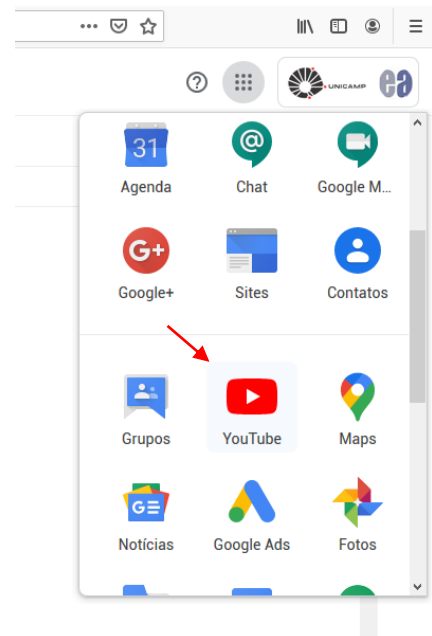 UNICAMP ea
31 @
Agenda Chat Google M...
G+
Google+ Sites Contatos
Grupos YouTube Maps
GE
Notícias Google Ads Fotos